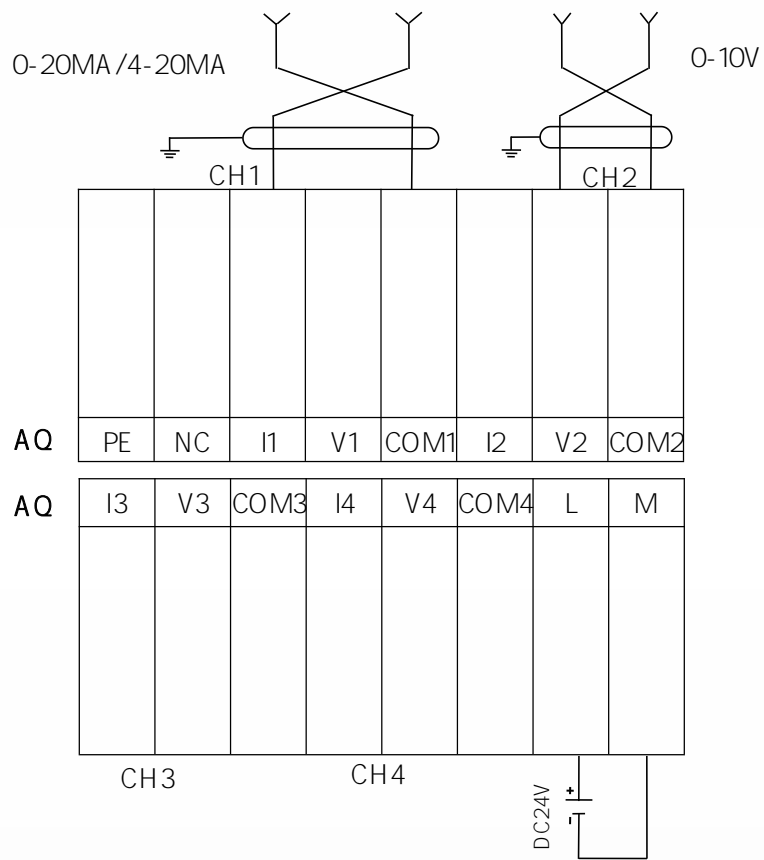 0-20MA/4-20MA
0-10V
CH1
CH2
AQ PE NC I1 V1 COM1 I2 V2 COM2
AQ I3 V3 COM3 I4 V4 COM4 L M
CH3
CH4
DC24V
+
-